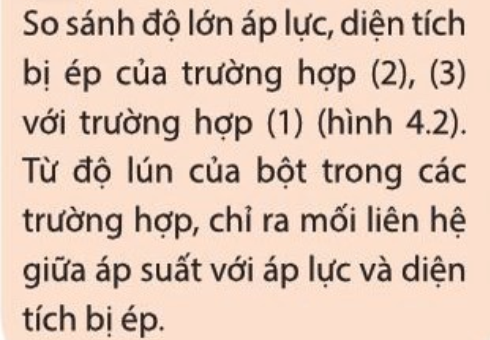 So sánh độ lớn áp lực, diện tích
bị ép của trường hợp (2), (3)
với trường hợp (1) (hình 4.2).
Từ độ lún của bột trong các
trường hợp, chỉ ra mối liên hệ
giữa áp suất với áp lực và diện
tích bị ép.